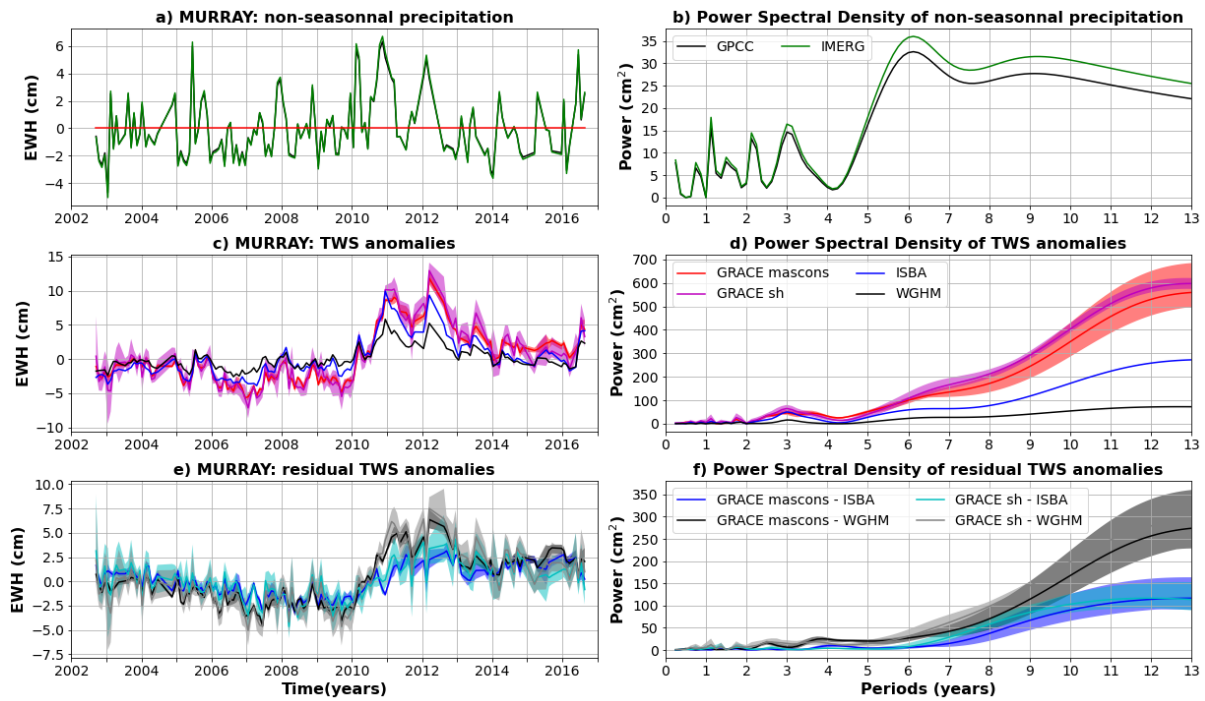 a) MURRAY: non-seasonnal precipitation
EWH (cm)
6
4
2
0
−2
−4
2002 2004 2006 2008 2010 2012 2014 2016
b) Power Spectral Density of non-seasonnal precipitation
Power (cm²)
GPCC IMERG
35
30
25
20
15
10
5
0
0 1 2 3 4 5 6 7 8 9 10 11 12 13
c) MURRAY: TWS anomalies
EWH (cm)
15
10
5
0
−5
−10
2002 2004 2006 2008 2010 2012 2014 2016
d) Power Spectral Density of TWS anomalies
Power (cm²)
GRACE mascons ISBA
GRACE sh WGHM
700
600
500
400
300
200
100
0
0 1 2 3 4 5 6 7 8 9 10 11 12 13
e) MURRAY: residual TWS anomalies
EWH (cm)
10.0
7.5
5.0
2.5
0.0
−2.5
−5.0
−7.5
2002 2004 2006 2008 2010 2012 2014 2016
Time(years)
f) Power Spectral Density of residual TWS anomalies
Power (cm²)
GRACE mascons - ISBA GRACE sh - ISBA
GRACE mascons - WGHM GRACE sh - WGHM
350
300
250
200
150
100
50
0
0 1 2 3 4 5 6 7 8 9 10 11 12 13
Periods (years)